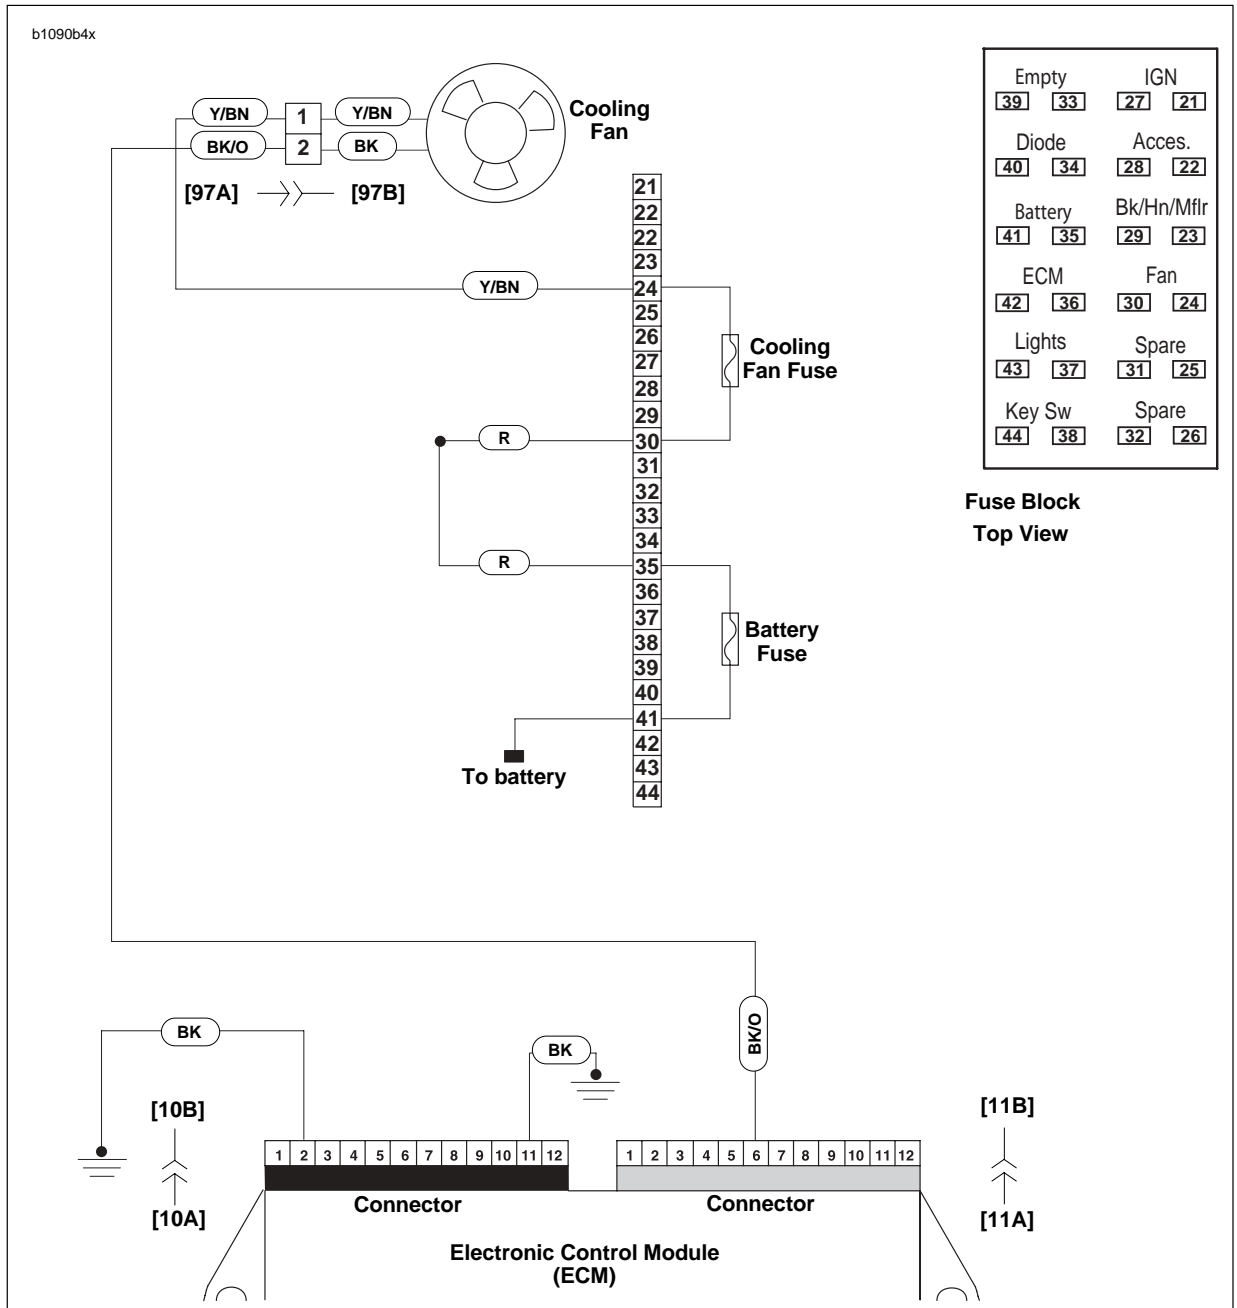 b1090b4x
Y/BN 1 Y/BN
BK/O 2 BK
[97A] [97B]
Cooling
Fan
21
22
22
23
24
25
26
27
28
29
30
31
32
33
34
35
36
37
38
39
40
41
42
43
44
Y/BN
Cooling
Fan Fuse
R
R
Battery
Fuse
To battery
Empty IGN
39 33 27 21
Diode Acces.
40 34 28 22
Battery Bk/Hn/Mflr
41 35 29 23
ECM Fan
42 36 30 24
Lights Spare
43 37 31 25
Key Sw Spare
44 38 32 26
Fuse Block
Top View
BK
BK
BK/O
[10B]
[10A]
[11B]
[11A]
1 2 3 4 5 6 7 8 9 10 11 12
1 2 3 4 5 6 7 8 9 10 11 12
Connector
Connector
Electronic Control Module
(ECM)